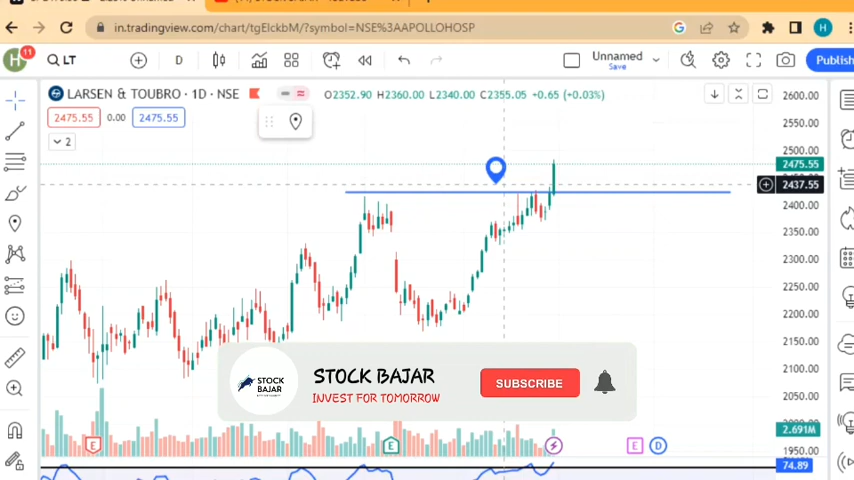 in.tradingview.com/chart/tgElckbM/?symbol=NSE%3AAPOLLOHOSP
H
H
11
LT
D
Unnamed
Save
Publish
LARSEN & TOUBRO · 1D · NSE
O2352.90 H2360.00 L2340.00 C2355.05 +0.65 (+0.03%)
2475.55
0.00
2475.55
2
2600.00
2550.00
2500.00
2475.55
2437.55
2400.00
2350.00
2300.00
2250.00
2200.00
2150.00
2100.00
2050.00
1950.00
2.691M
74.89
STOCK
BAJAR
STOCK BAJAR
INVEST FOR TOMORROW
SUBSCRIBE
E
E
E
D